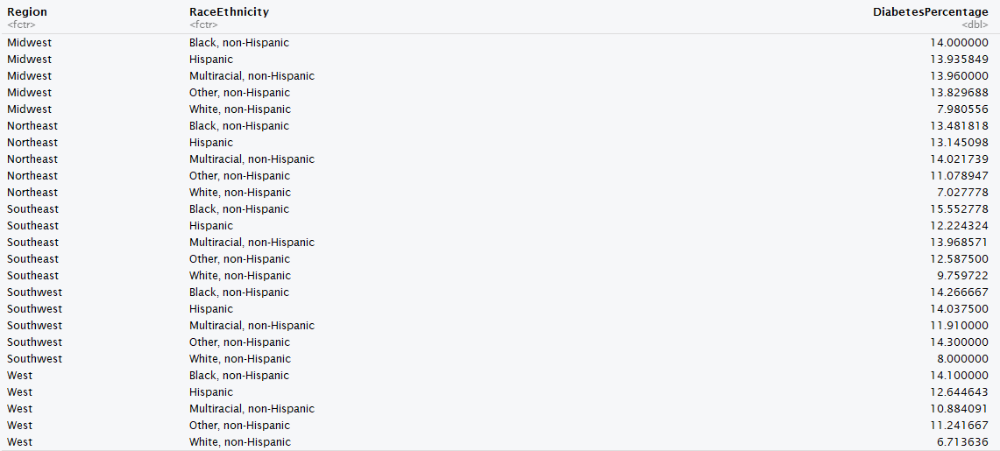 Region RaceEthnicity DiabetesPercentage
<fctr> <fctr> <dbl>
Midwest Black, non-Hispanic 14.000000
Midwest Hispanic 13.935849
Midwest Multiracial, non-Hispanic 13.960000
Midwest Other, non-Hispanic 13.829688
Midwest White, non-Hispanic 7.980556
Northeast Black, non-Hispanic 13.481818
Northeast Hispanic 13.145098
Northeast Multiracial, non-Hispanic 14.021739
Northeast Other, non-Hispanic 11.078947
Northeast White, non-Hispanic 7.027778
Southeast Black, non-Hispanic 15.552778
Southeast Hispanic 12.224324
Southeast Multiracial, non-Hispanic 13.968571
Southeast Other, non-Hispanic 12.587500
Southeast White, non-Hispanic 9.759722
Southwest Black, non-Hispanic 14.266667
Southwest Hispanic 14.037500
Southwest Multiracial, non-Hispanic 11.910000
Southwest Other, non-Hispanic 14.300000
Southwest White, non-Hispanic 8.000000
West Black, non-Hispanic 14.100000
West Hispanic 12.644643
West Multiracial, non-Hispanic 10.884091
West Other, non-Hispanic 11.241667
West White, non-Hispanic 6.713636